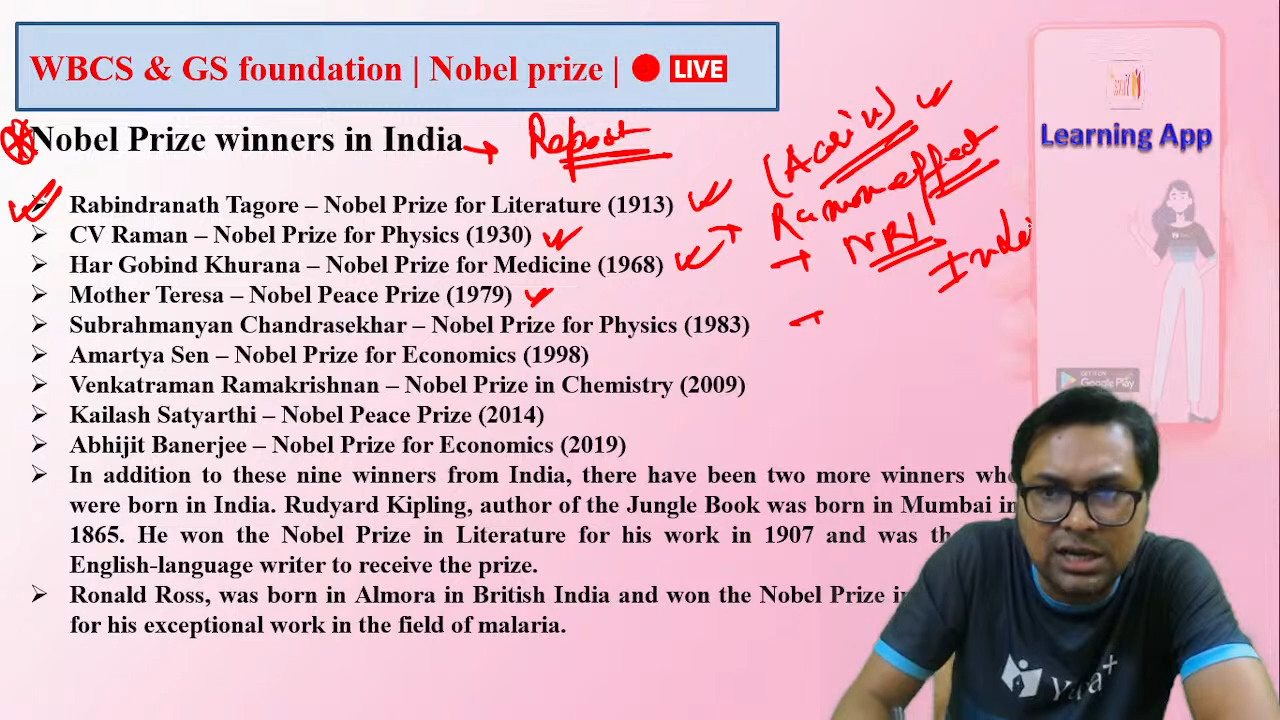 WBCS & GS foundation | Nobel prize | LIVE
Nobel Prize winners in India
Repeat
Raman effect
NRI
Rabindranath Tagore – Nobel Prize for Literature (1913)
CV Raman – Nobel Prize for Physics (1930)
Har Gobind Khurana – Nobel Prize for Medicine (1968)
Mother Teresa – Nobel Peace Prize (1979)
Subrahmanyan Chandrasekhar – Nobel Prize for Physics (1983)
Amartya Sen – Nobel Prize for Economics (1998)
Venkatraman Ramakrishnan – Nobel Prize in Chemistry (2009)
Kailash Satyarthi – Nobel Peace Prize (2014)
Abhijit Banerjee – Nobel Prize for Economics (2019)
In addition to these nine winners from India, there have been two more winners who
were born in India. Rudyard Kipling, author of the Jungle Book was born in Mumbai in
1865. He won the Nobel Prize in Literature for his work in 1907 and was
English-language writer to receive the prize.
Ronald Ross, was born in Almora in British India and won the Nobel Prize
for his exceptional work in the field of malaria.
Learning App
GET IT ON
Google Play